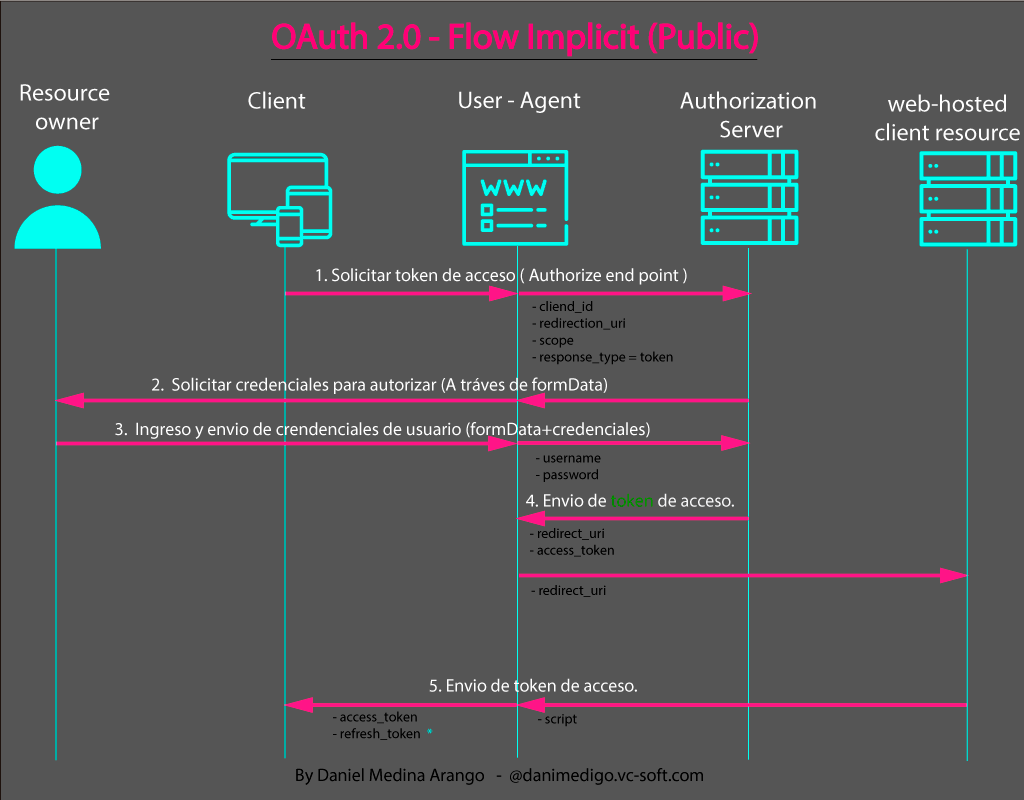 OAuth 2.0 - Flow Implicit (Public)
Resource
owner
Client
User - Agent
Authorization
Server
web-hosted
client resource
WWW
1. Solicitar token de acceso ( Authorize end point )
- cliend_id
- redirection_uri
- scope
- response_type = token
2. Solicitar credenciales para autorizar (A tráves de formData)
3. Ingreso y envio de crendenciales de usuario (formData+credenciales)
- username
- password
4. Envio de token de acceso.
- redirect_uri
- access_token
- redirect_uri
5. Envio de token de acceso.
- access_token
- refresh_token *
- script
By Daniel Medina Arango - @danimedigo.vc-soft.com